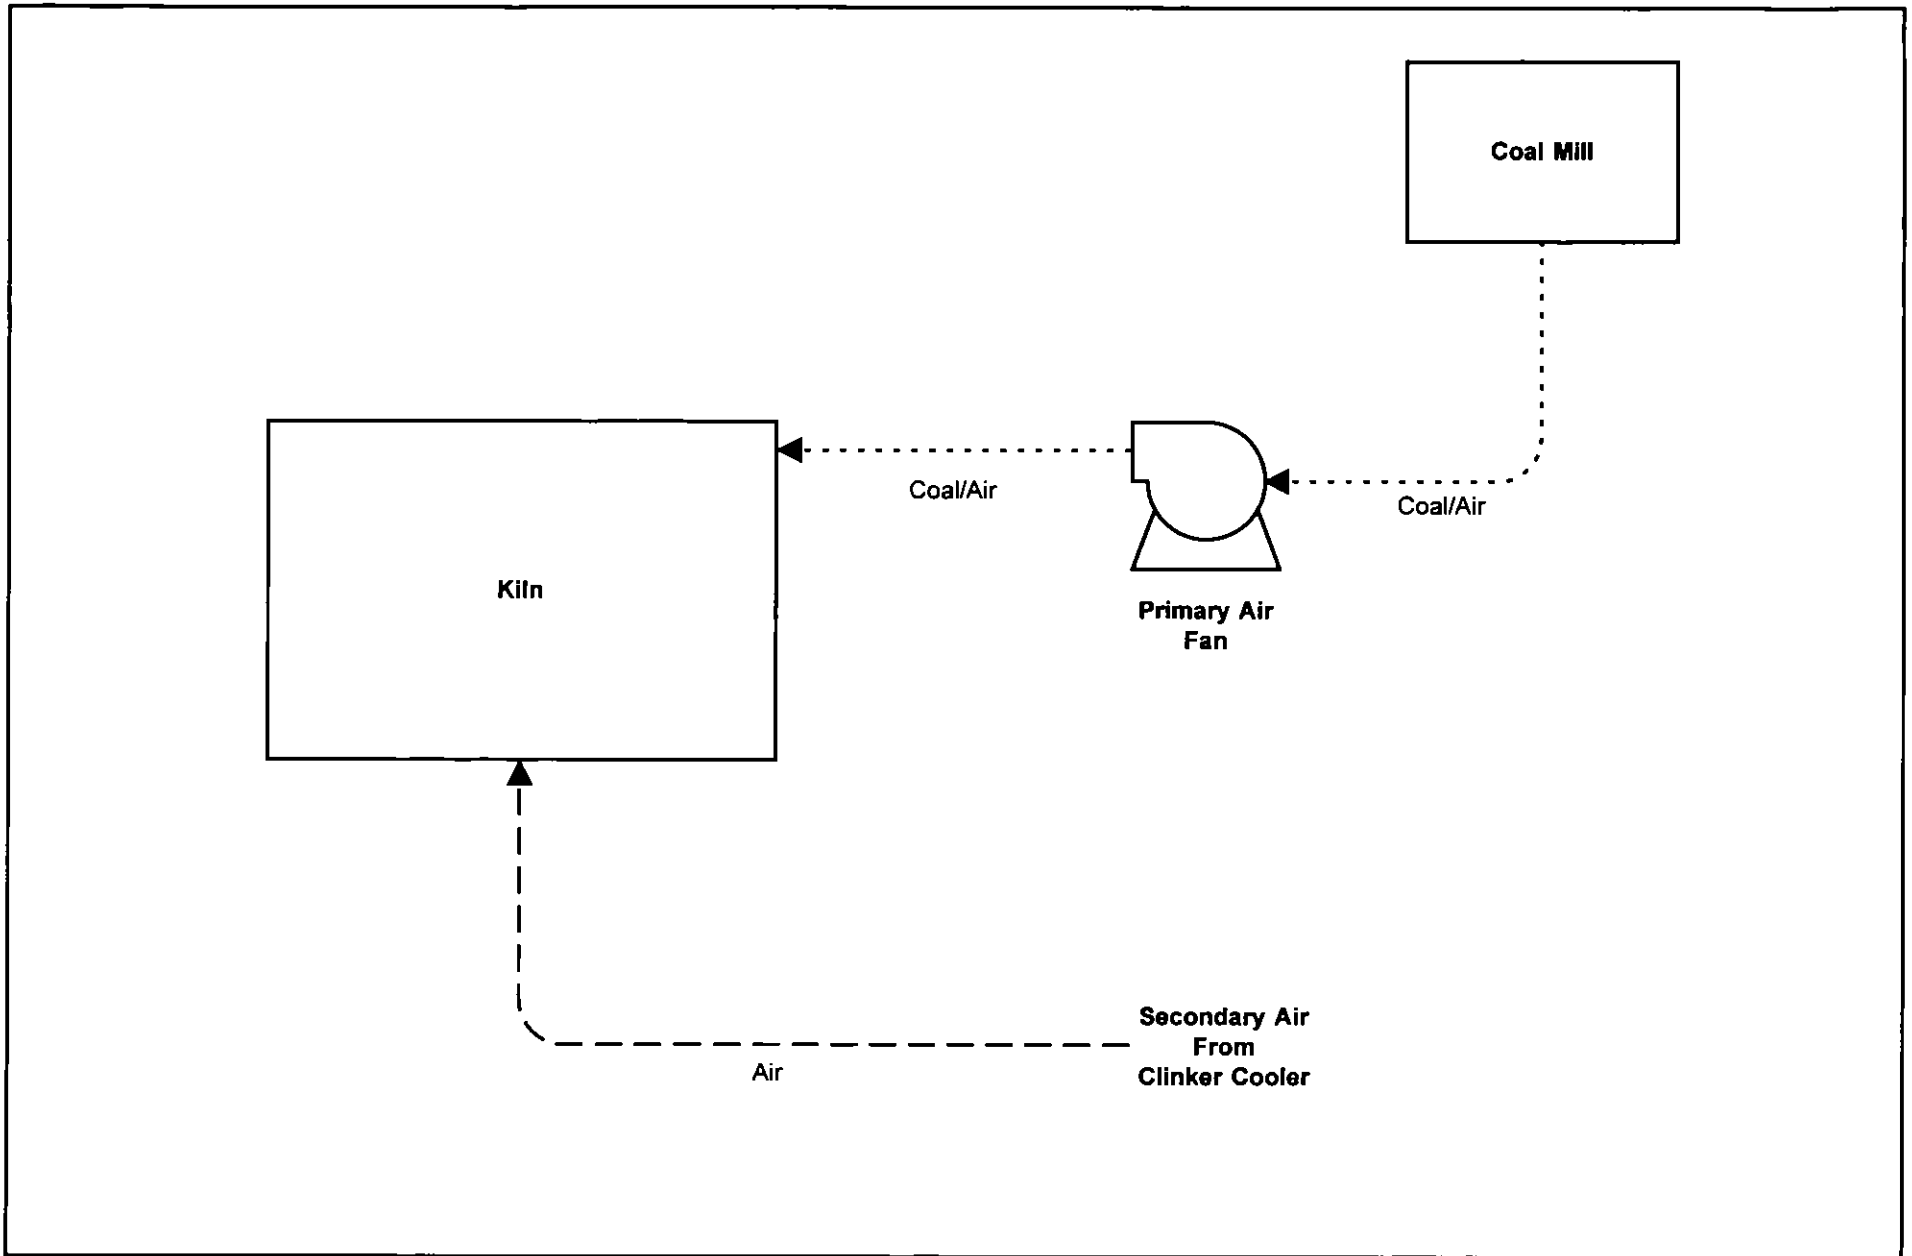 Coal Mill
Coal/Air
Coal/Air
Kiln
Primary Air
Fan
Secondary Air
From
Clinker Cooler
Air